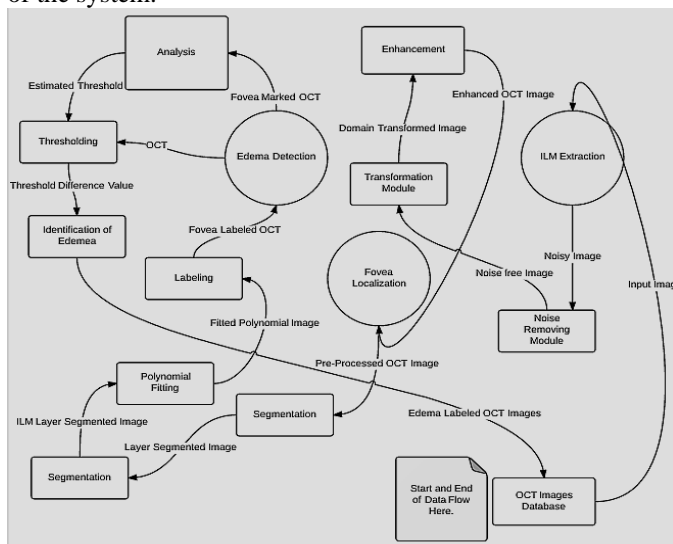 of the system.
Analysis
Enhancement
Estimated Threshold
Fovea Marked OCT
Enhanced OCT Image
Thresholding
OCT
Edema Detection
Domain Transformed Image
ILM Extraction
Threshold Difference Value
Transformation
Module
Identification of
Edemea
Fovea Labeled OCT
Labeling
Fovea
Localization
Noisy Image
Noise free Image
Input Imag
Fitted Polynomial Image
Noise
Removing
Module
Polynomial
Fitting
Pre-Processed OCT Image
ILM Layer Segmented Image
Segmentation
Edema Labeled OCT Images
Layer Segmented Image
Segmentation
Start and End
of Data Flow
Here.
OCT Images
Database